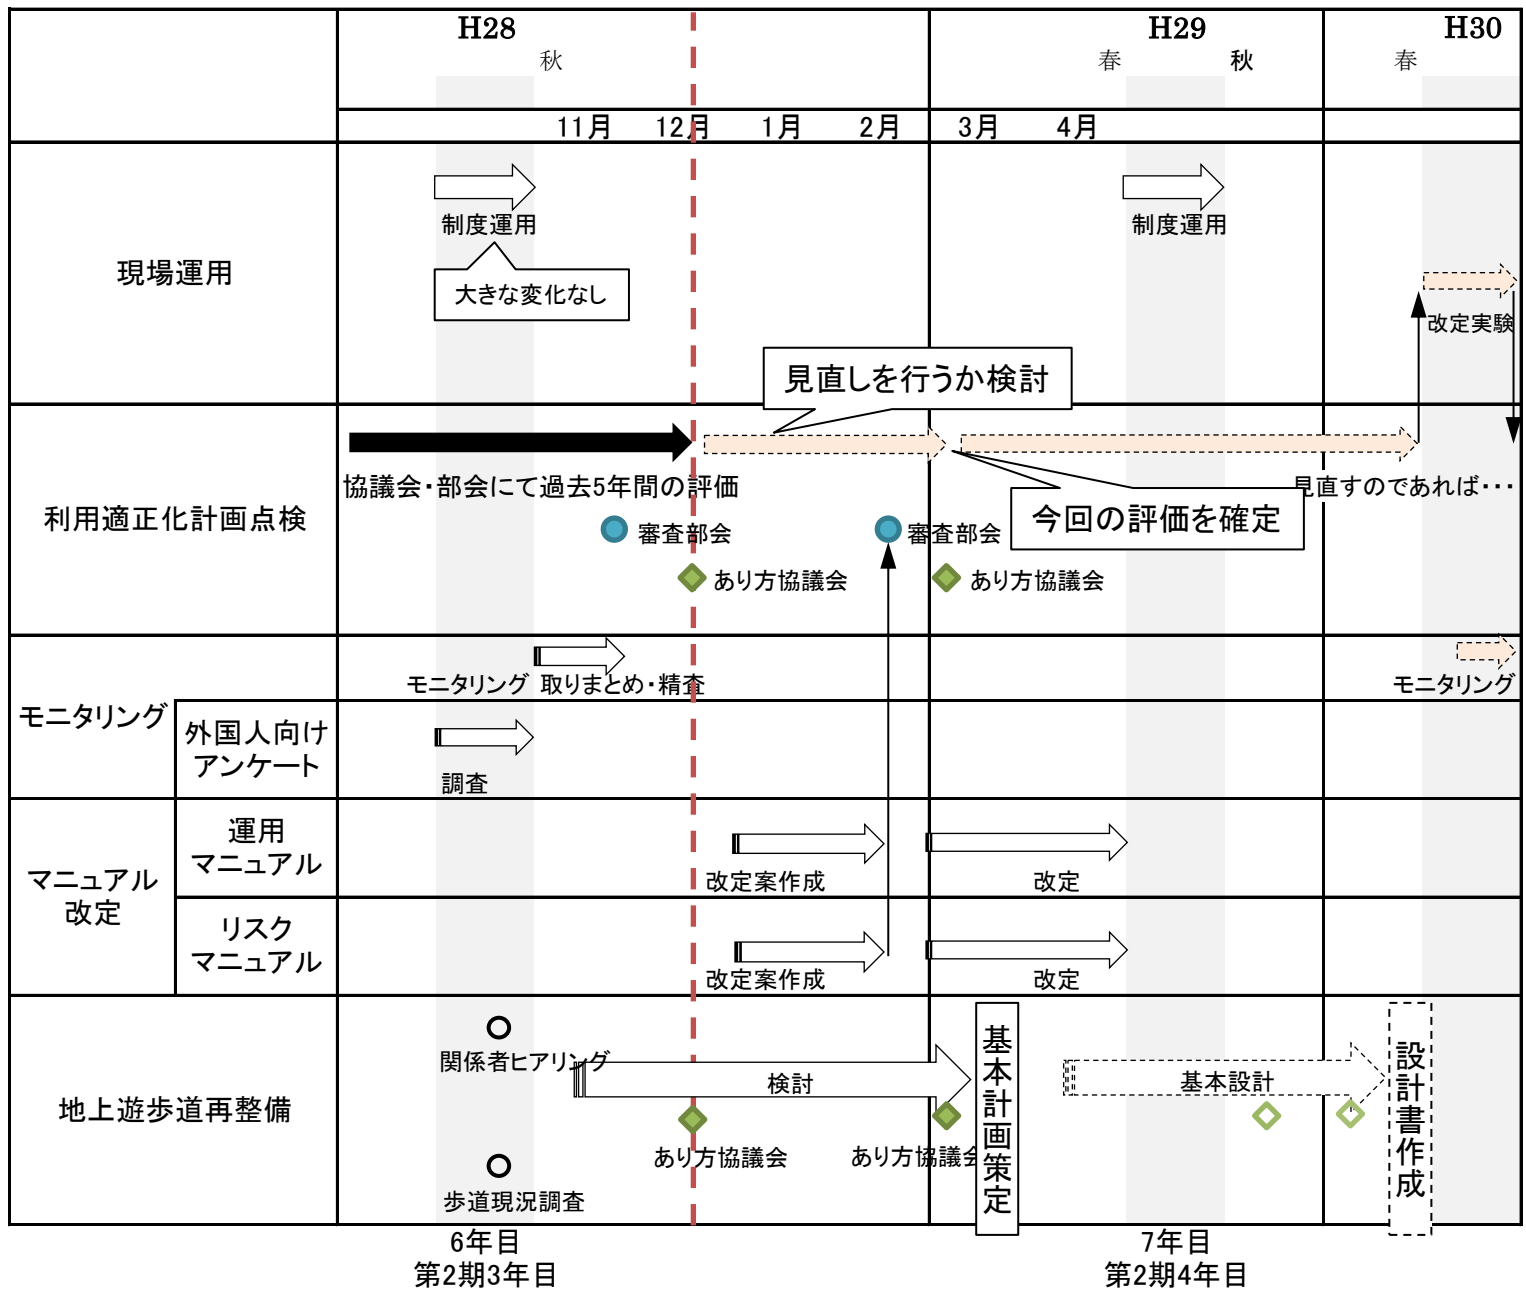 H28
H29
H30
秋
春
秋
春
11月
12月
1月
2月
3月
4月
現場運用
制度運用
大きな変化なし
制度運用
改定実験
見直しを行うか検討
利用適正化計画点検
協議会・部会にて過去5年間の評価
見直すのであれば・・・
今回の評価を確定
審査部会
審査部会
あり方協議会
あり方協議会
モニタリング
モニタリング
取りまとめ・精査
モニタリング
外国人向け
アンケート
調査
マニュアル
改定
運用
マニュアル
改定案作成
改定
リスク
マニュアル
改定案作成
改定
地上遊歩道再整備
関係者ヒアリング
検討
基本計画策定
基本設計
設計書作成
あり方協議会
あり方協議会
歩道現況調査
6年目
第2期3年目
7年目
第2期4年目